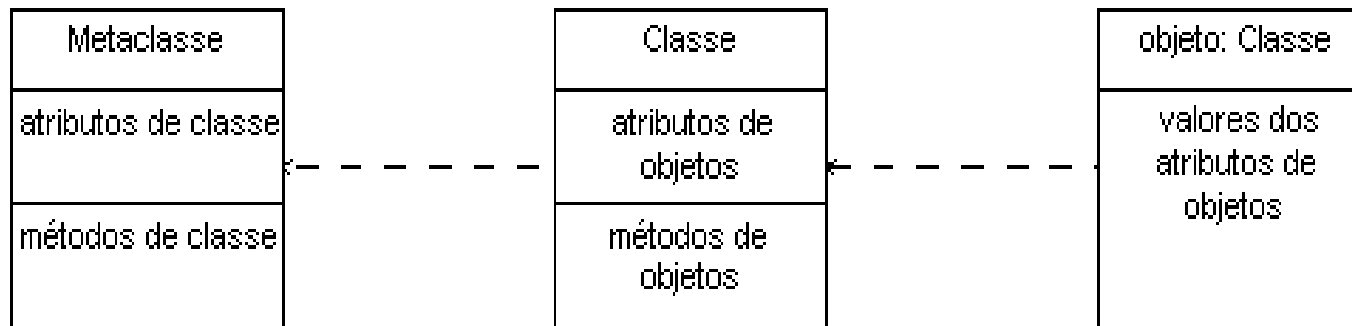 Metaclasse
atributos de classe
métodos de classe
Classe
atributos de
objetos
métodos de
objetos
objeto: Classe
valores dos
atributos de
objetos